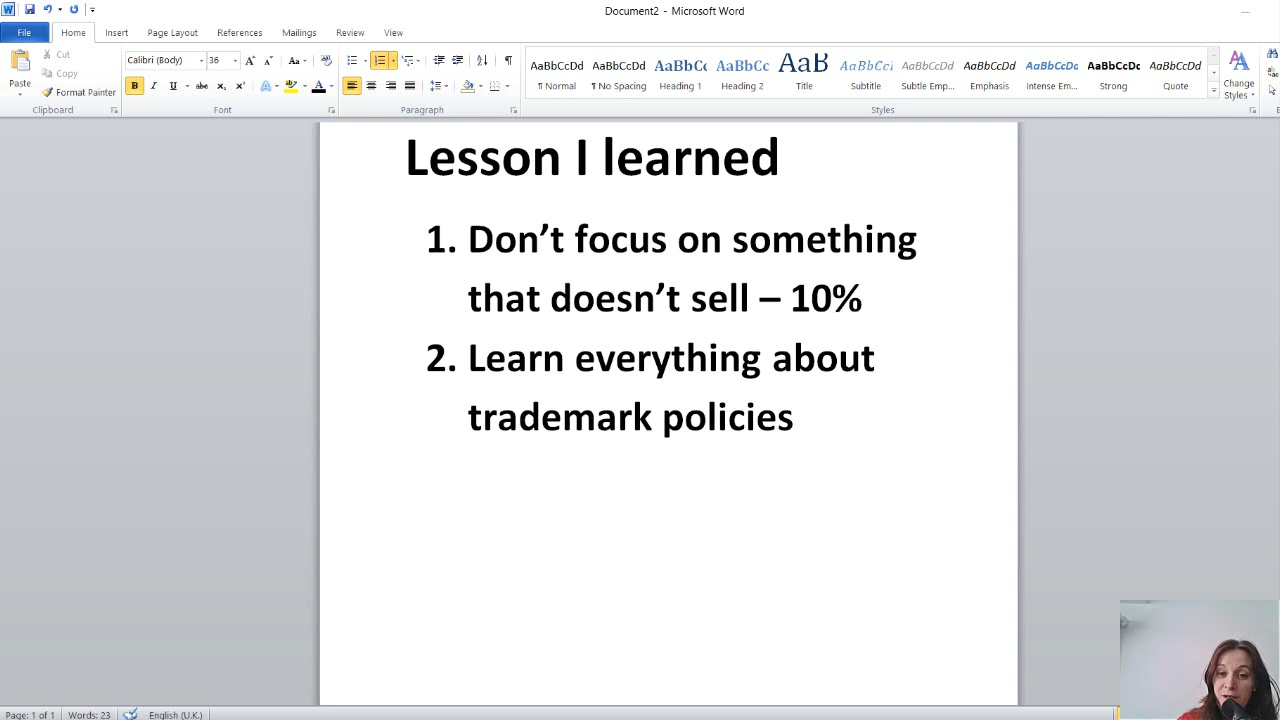 Document2 - Microsoft Word
File Home Insert Page Layout References Mailings Review View
Cut
Copy
Format Painter
Paste
Calibri (Body) 36
AaBbCcDd AaBbCcDd AaBbCc AaBbCc AaB AaBbCcI AaBbCcDd AaBbCcDd AaBbCcDd AaBbCcDc AaBbCcDd
¶ Normal ¶ No Spacing Heading 1 Heading 2 Title Subtitle Subtle Emp... Emphasis Intense Em... Strong Quote
Change
Styles
Clipboard Font Paragraph Styles
Lesson I learned
1. Don’t focus on something
that doesn’t sell – 10%
2. Learn everything about
trademark policies
Page: 1 of 1 Words: 23 English (U.K.)